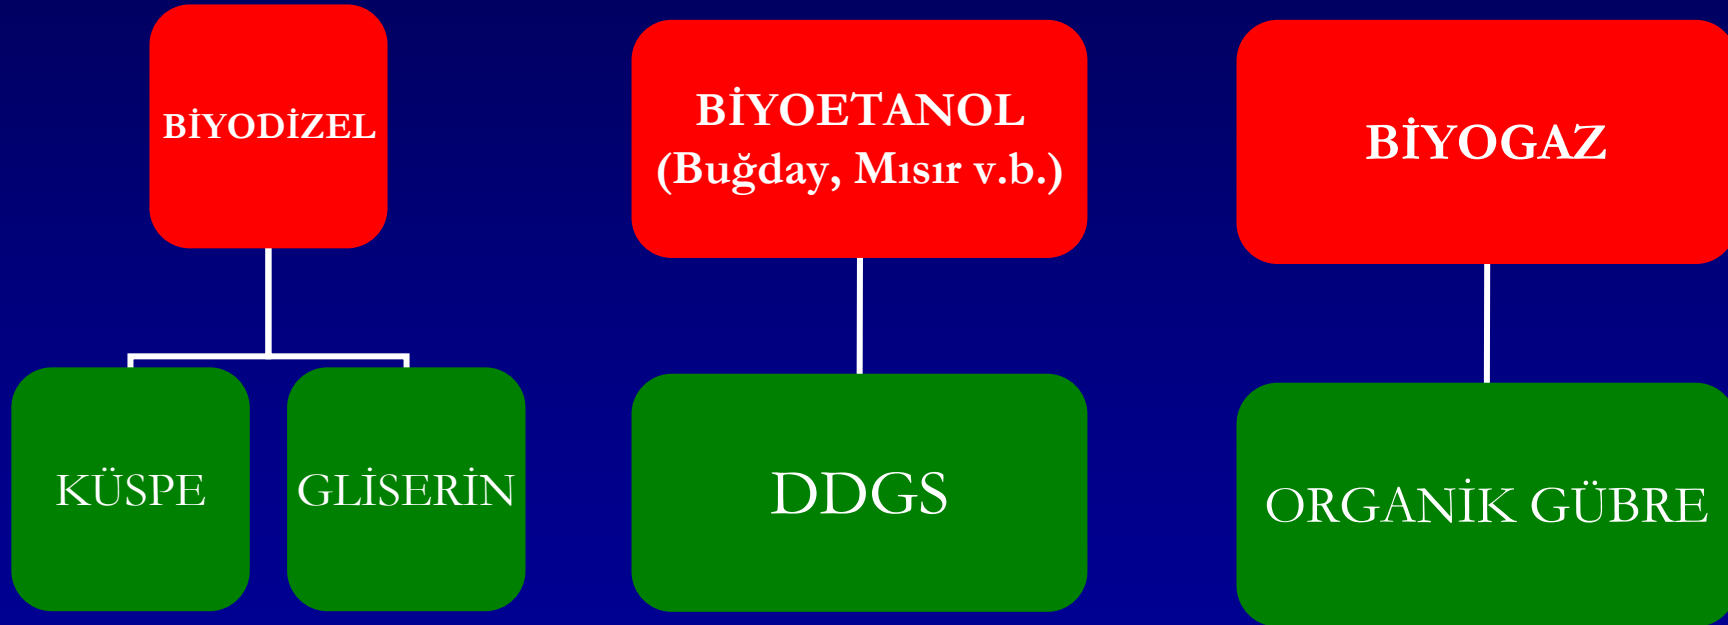 BİYODİZEL
BİYOETANOL
(Buğday, Mısır v.b.)
BİYOGAZ
KÜSPE
GLİSERİN
DDGS
ORGANİK GÜBRE